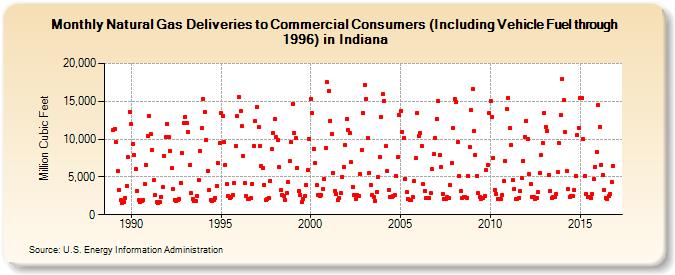 Monthly Natural Gas Deliveries to Commercial Consumers (Including Vehicle Fuel through
1996) in Indiana
Million Cubic Feet
20,000
15,000
10,000
5,000
0
1990 1995 2000 2005 2010 2015
Source: U.S. Energy Information Administration